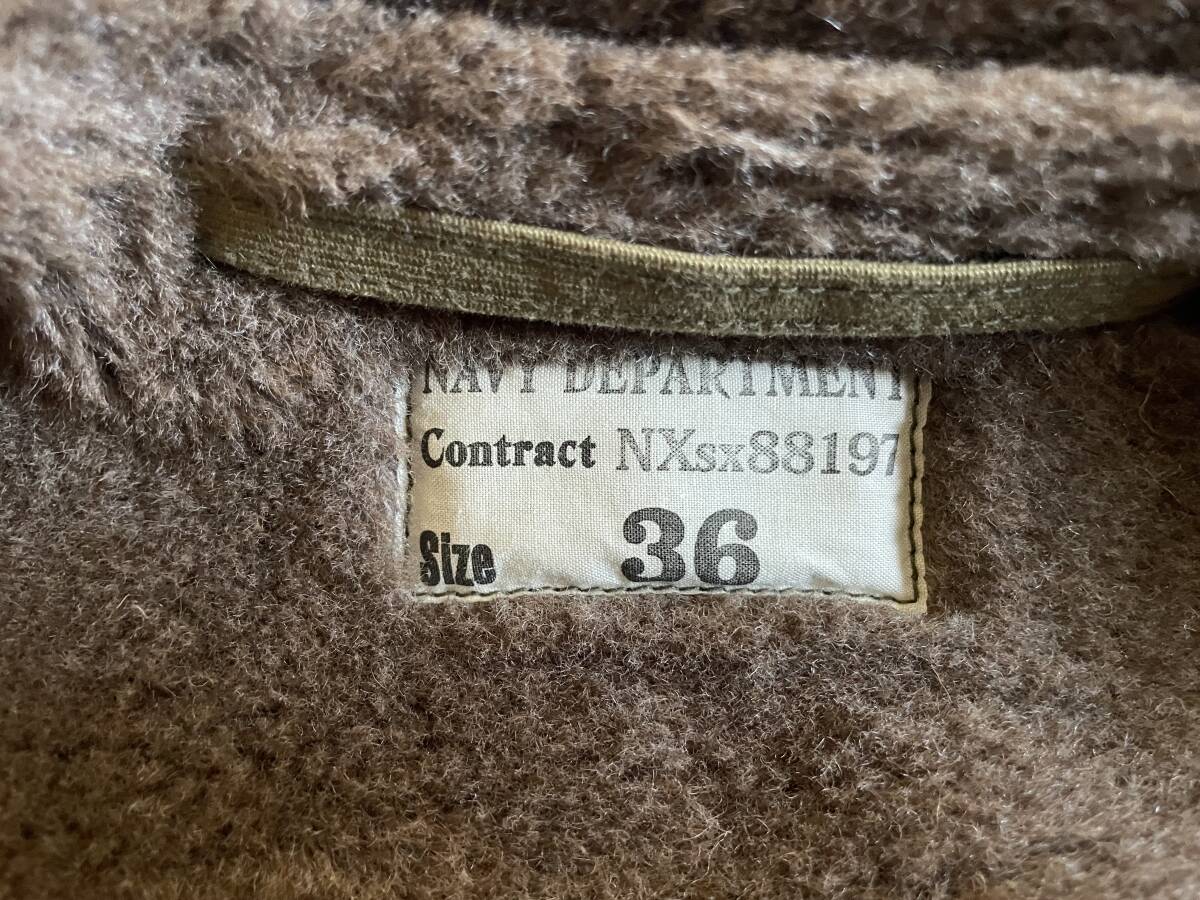 NAVY DEPARTMENT
Contract NXsx88197
Size 36